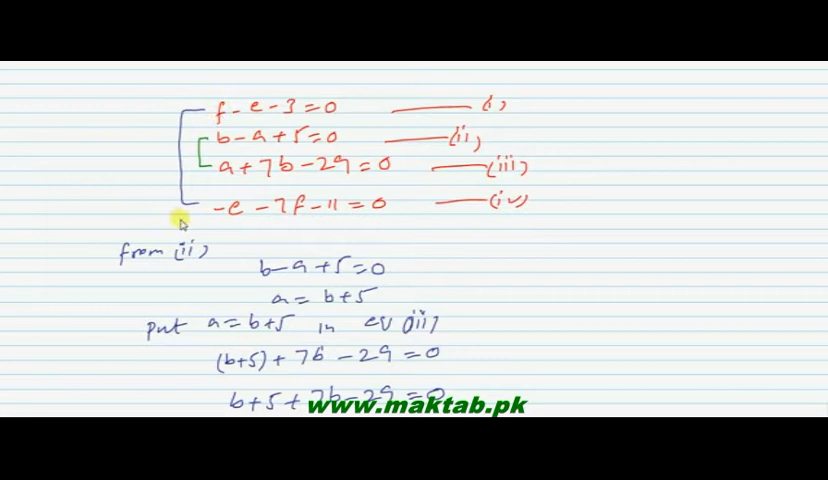 f - e - 3 = 0 ——— (i)
b - a + 5 = 0 ——— (ii)
a + 7b - 29 = 0 ——— (iii)
-e - 7f - 11 = 0 ——— (iv)
from (ii)
b - a + 5 = 0
a = b + 5
Put a = b + 5 in eq (iii)
(b+5) + 7b - 29 = 0
b + 5 + 7b - 29 = 0
www.maktab.pk